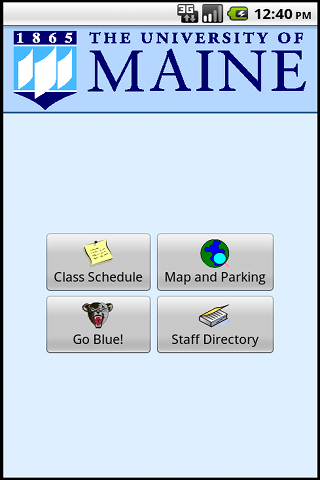 3G
12:40 PM
1865
THE UNIVERSITY OF
MAINE
Class Schedule
Map and Parking
Go Blue!
Staff Directory